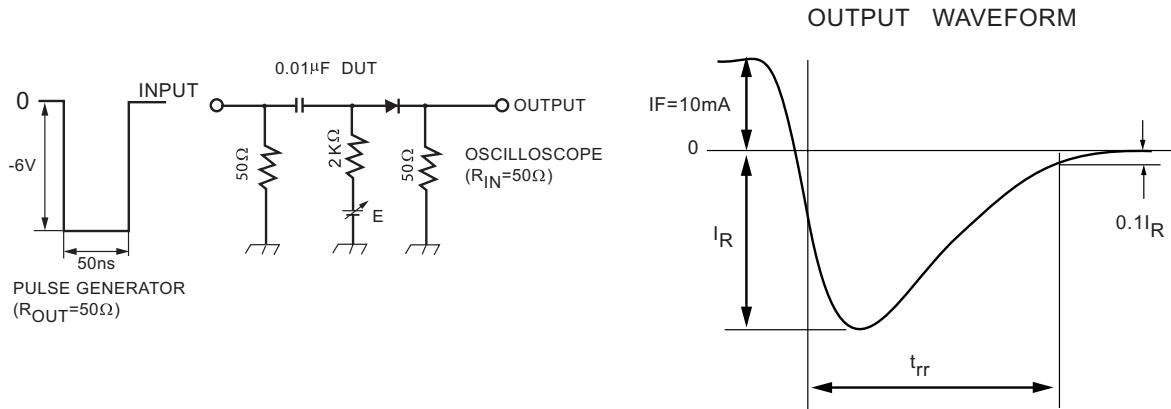 OUTPUT WAVEFORM
0.01μF DUT
INPUT
0
-6V
50ns
PULSE GENERATOR
(ROUT=50Ω)
50Ω
2KΩ
E
50Ω
OUTPUT
OSCILLOSCOPE
(RIN=50Ω)
IF=10mA
0
IR
0.1IR
trr